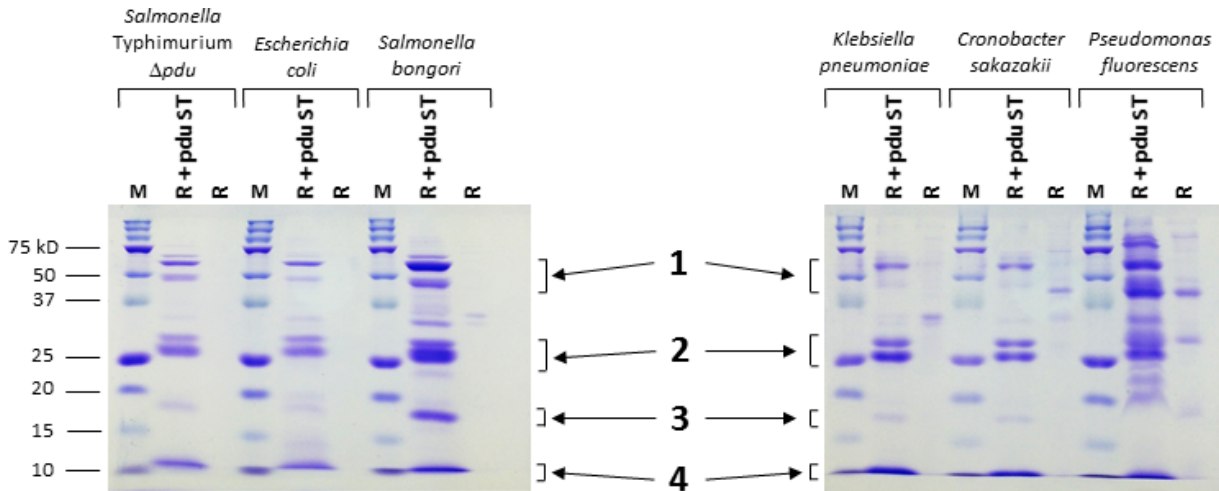 Salmonella
Typhimurium
Δpdu
Escherichia
coli
Salmonella
bongori
Klebsiella
pneumoniae
Cronobacter
sakazakii
Pseudomonas
fluorescens
M
R + pdu ST
R
M
R + pdu ST
R
M
R + pdu ST
R
M
R + pdu ST
R
M
R + pdu ST
R
M
R + pdu ST
R
75 kD
50
37
25
20
15
10
1
2
3
4